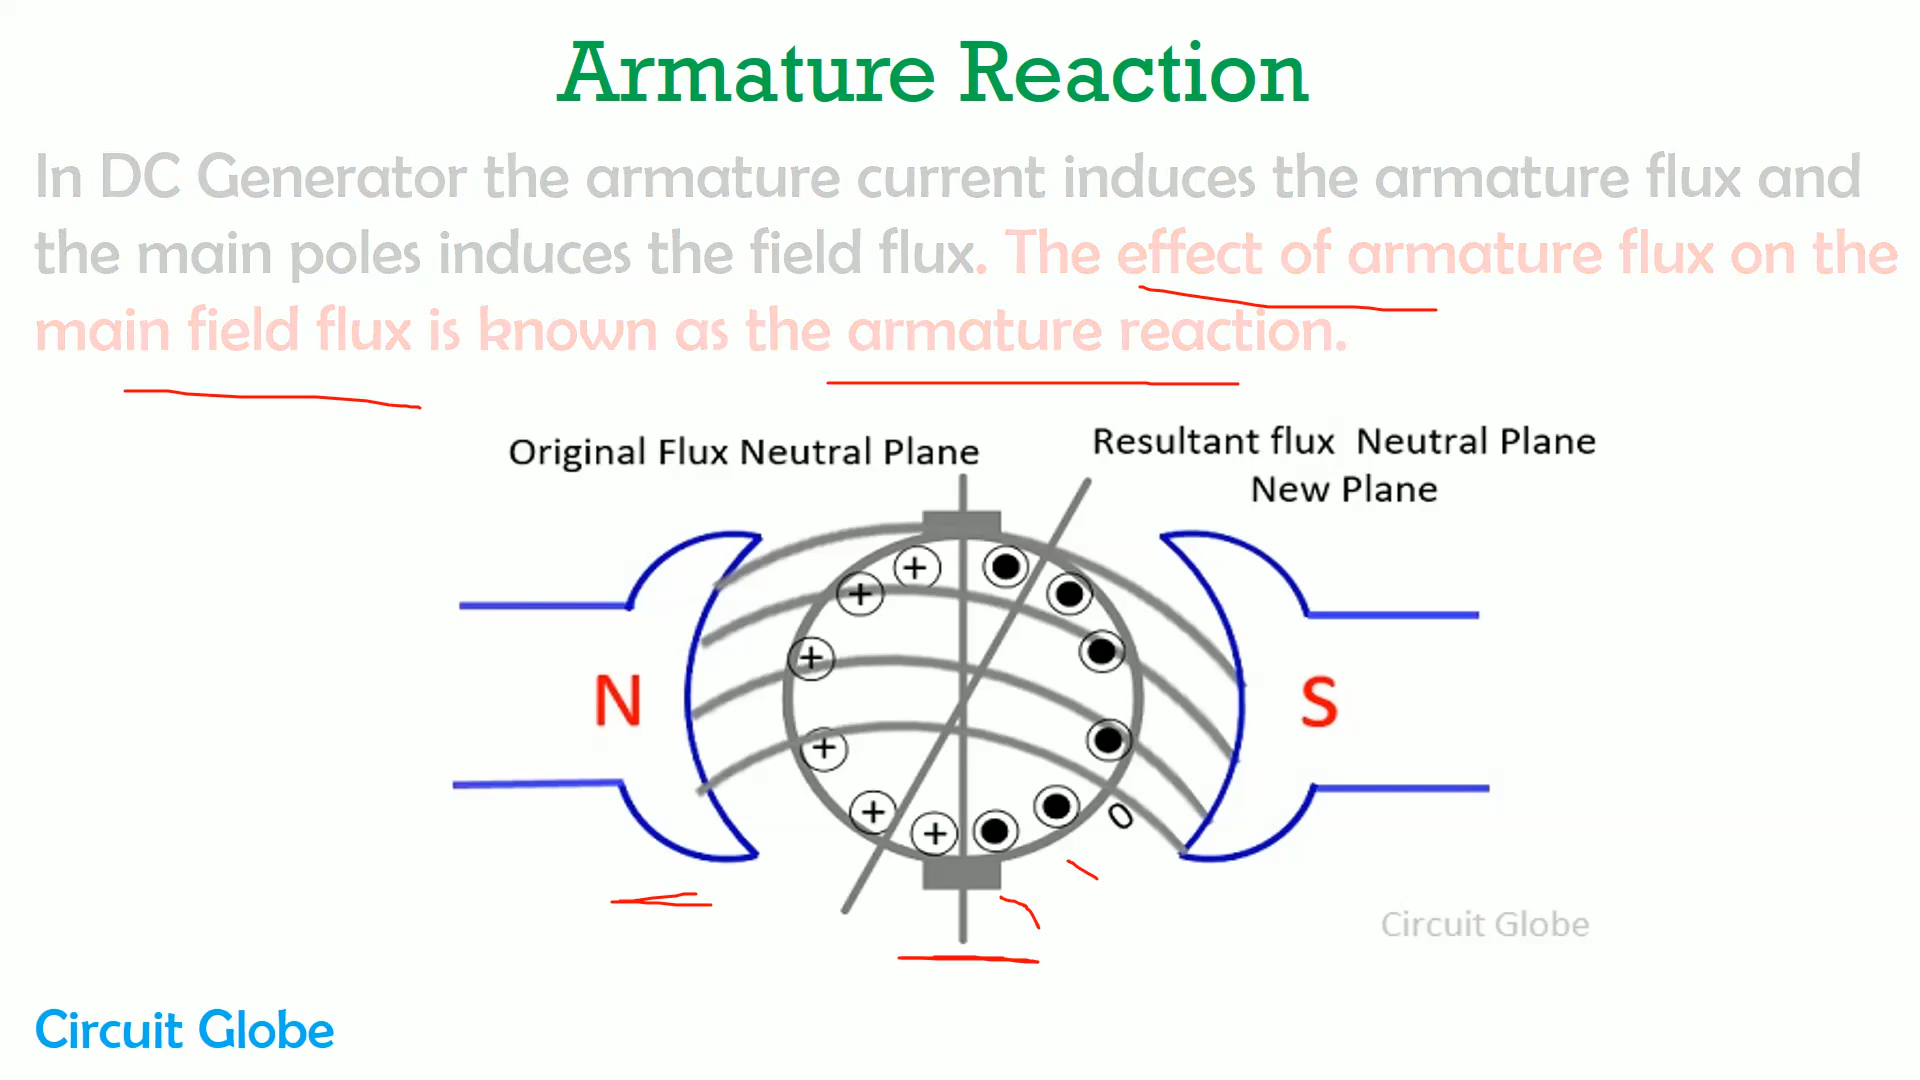 Armature Reaction
In DC Generator the armature current induces the armature flux and
the main poles induces the field flux. The effect of armature flux on the
main field flux is known as the armature reaction.
Original Flux Neutral Plane
Resultant flux Neutral Plane
New Plane
N
S
0
Circuit Globe
Circuit Globe